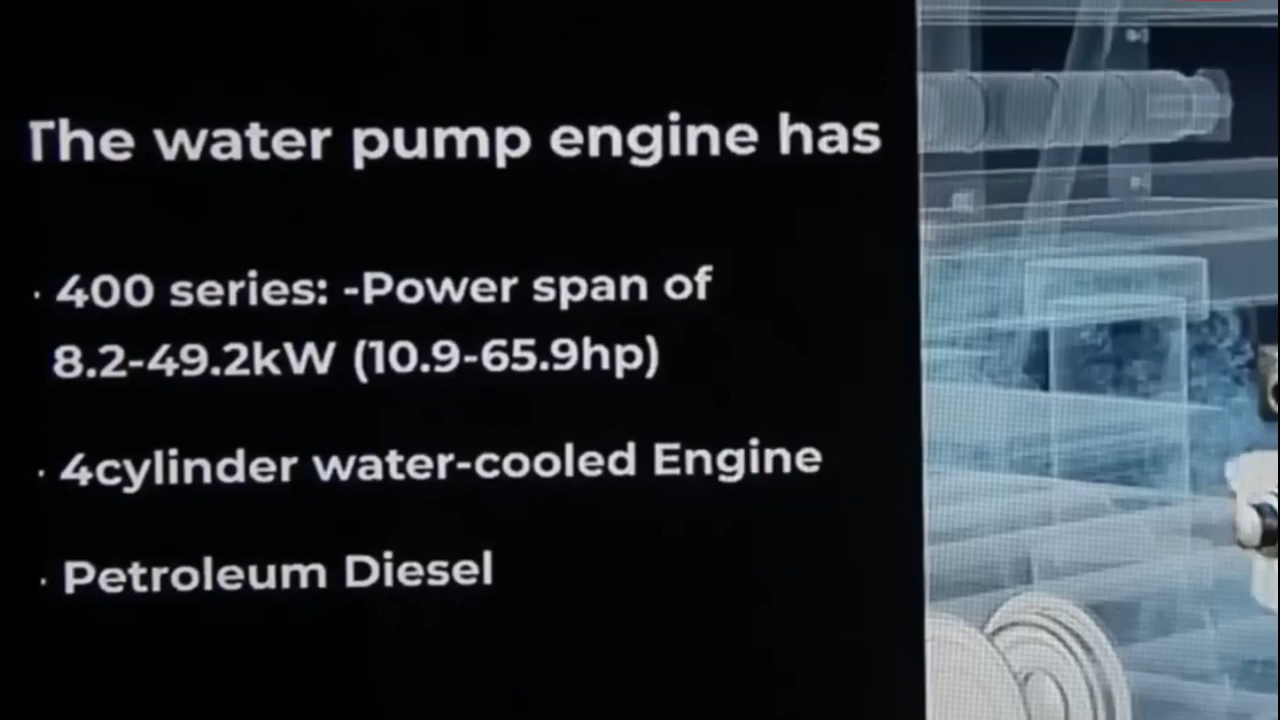 The water pump engine has
· 400 series: -Power span of
8.2-49.2kW (10.9-65.9hp)
· 4cylinder water-cooled Engine
· Petroleum Diesel